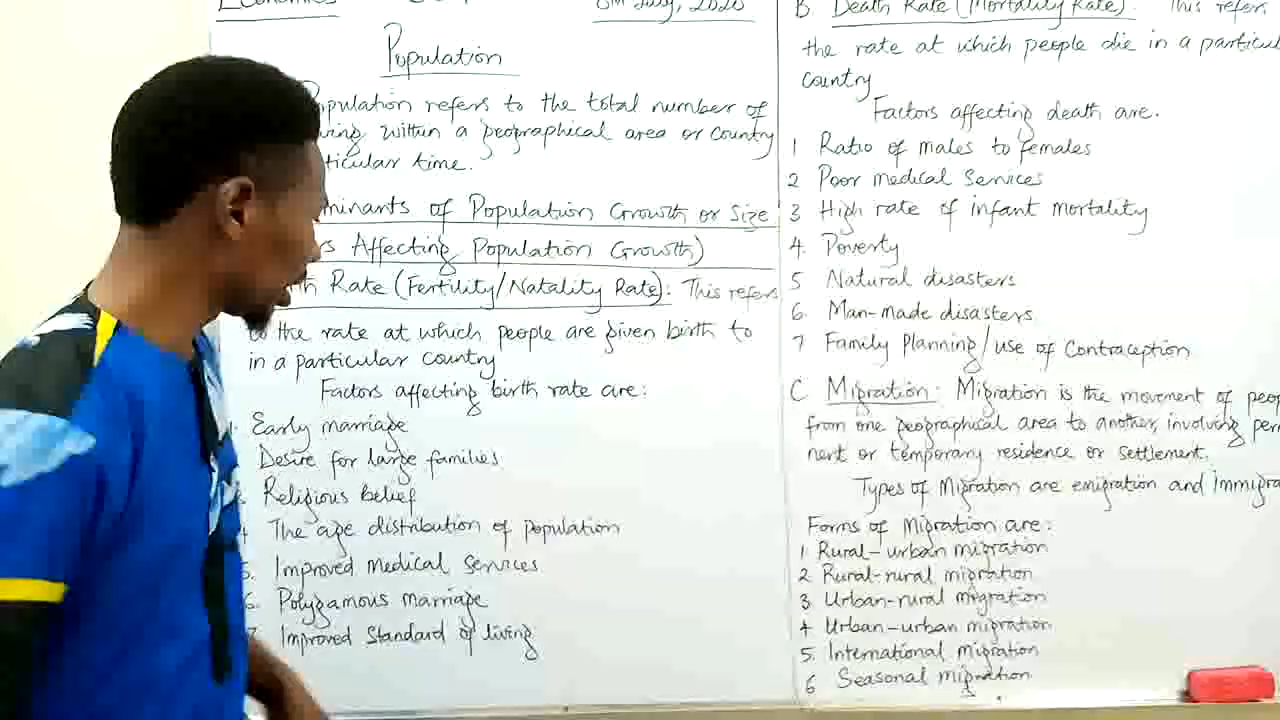 Economics
8th July, 2020
Population
Population refers to the total number of
within a geographical area or country
time.
of Population Growth or Size
Affecting Population Growth)
Rate (Fertility/Natality Rate): This refers
to the rate at which people are given birth to
in a particular country
Factors affecting birth rate are:
Early marriage
Desire for large families
Religious belief
4 The age distribution of population
5. Improved Medical Services
6. Polygamous marriage
7. Improved Standard of living
B. Death Rate (Mortality Rate): This refers
the rate at which people die in a
country
Factors affecting death are.
1 Ratio of males to females
2 Poor medical Services
3 High rate of infant mortality
4. Poverty
5 Natural disasters
6. Man-made disasters
7 Family Planning/use of Contraception
C Migration: Migration is the movement of
from one geographical area to another, involving
nent or temporary residence or settlement.
Types of Migration are emigration and
Forms of Migration are:
1. Rural-urban migration
2. Rural-rural migration
3 Urban-rural migration
4 Urban-urban migration
5. International migration
6 Seasonal migration